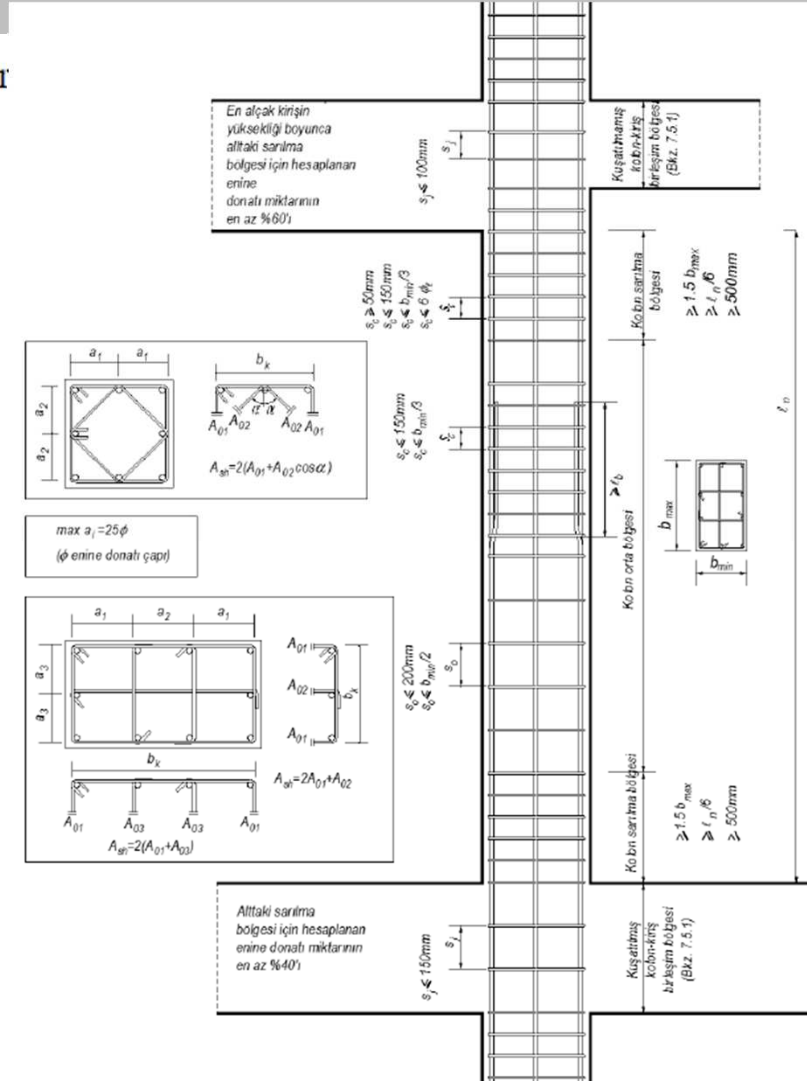 r
En alçak kirişin
yüksekliği boyunca
alltaki sarılma
bölgesi için hesaplanan
enine
donatı miktarının
en az %60'ı
s_j ≤ 100mm
s_j
Kuşatılmamış
kolon-kiriş
birleşim bölgesi
(Bkz. 7.5.1)
s_c ≥ 50mm
s_c ≤ 150mm
s_c ≤ b_min/3
s_c ≤ 6 ϕ_ℓ
s_c
Kolon sarılma
bölgesi
≥ 1.5 b_max
≥ ℓ_n/6
≥ 500mm
ℓ_n
a_1 a_1
a_2
a_2
b_k
α α
A_01 A_02 A_02 A_01
A_sh=2(A_01+A_02cosα)
s_c ≤ 150mm
s_c ≤ b_min/3
s_c
≥ ℓ_b
Kolon orta bölgesi
b_max
b_min
max a_i =25ϕ
(ϕ enine donatı çapı)
a_1 a_2 a_1
a_3
a_3
A_01
A_02
A_01
b_k
b_k
A_sh=2A_01+A_02
A_01 A_03 A_03 A_01
A_sh=2(A_01+A_03)
s_o ≤ 200mm
s_o ≤ b_min/2
s_o
Kolon sarılma bölgesi
≥ 1.5 b_max
≥ ℓ_n/6
≥ 500mm
Alttaki sarılma
bölgesi için hesaplanan
enine donatı miktarının
en az %40'ı
s_j ≤ 150mm
s_j
Kuşatılmış
kolon-kiriş
birleşim bölgesi
(Bkz. 7.5.1)